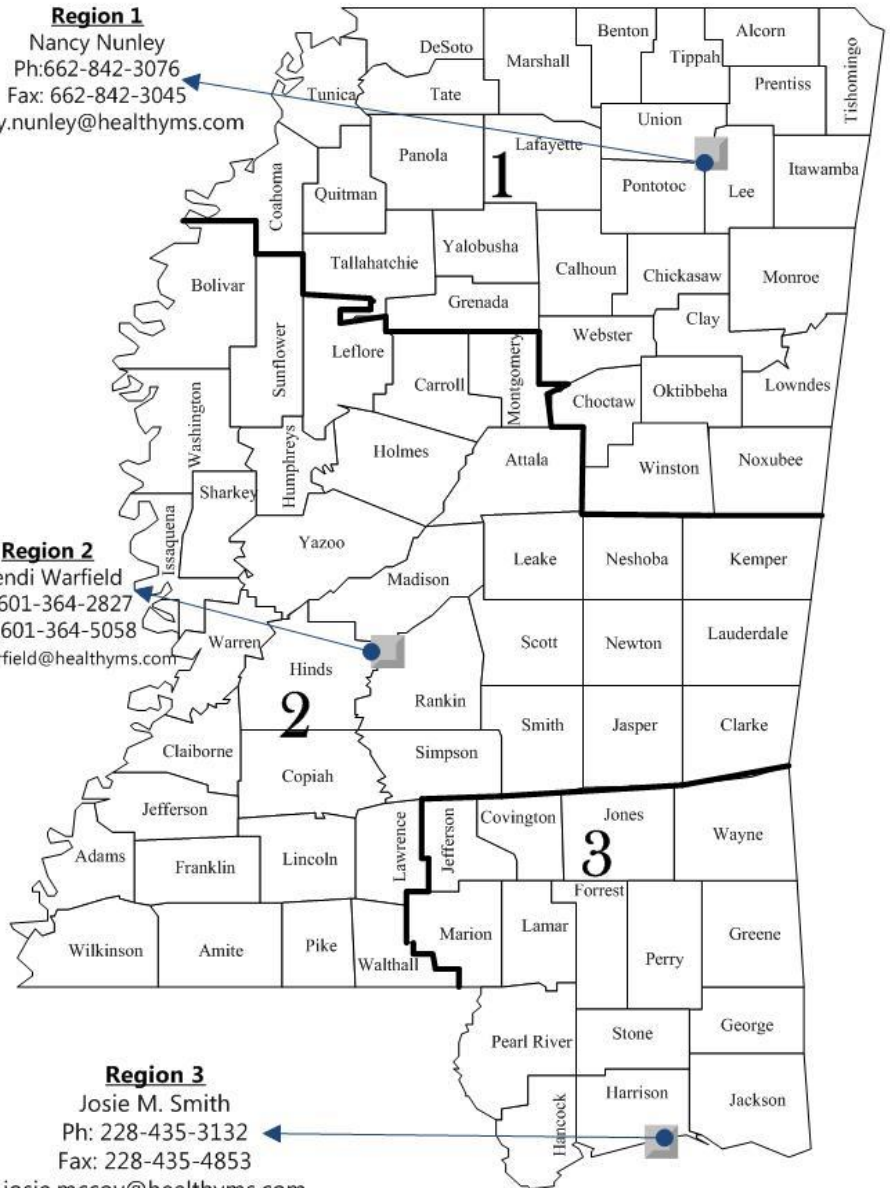 Region 1
Nancy Nunley
Ph:662-842-3076
Fax: 662-842-3045
y.nunley@healthyms.com
DeSoto
Marshall
Benton
Tippah
Alcorn
Tishomingo
Prentiss
Tunica
Tate
Union
Lafayette
Panola
1
Quitman
Coahoma
Pontotoc
Lee
Itawamba
Tallahatchie
Yalobusha
Calhoun
Chickasaw
Monroe
Bolivar
Grenada
Clay
Webster
Sunflower
Leflore
Carroll
Montgomery
Choctaw
Oktibbeha
Lowndes
Washington
Humphreys
Holmes
Attala
Winston
Noxubee
Sharkey
Issaquena
Yazoo
Leake
Neshoba
Kemper
Region 2
endi Warfield
601-364-2827
601-364-5058
rfield@healthyms.com
Madison
Warren
Hinds
Scott
Newton
Lauderdale
2
Rankin
Smith
Jasper
Clarke
Claiborne
Simpson
Copiah
Jefferson
Lawrence
Jefferson
Covington
Jones
3
Wayne
Adams
Franklin
Lincoln
Forrest
Wilkinson
Amite
Pike
Walthall
Marion
Lamar
Perry
Greene
Pearl River
Stone
George
Harrison
Hancock
Jackson
Region 3
Josie M. Smith
Ph: 228-435-3132
Fax: 228-435-4853
josie.mccoy@healthyms.com